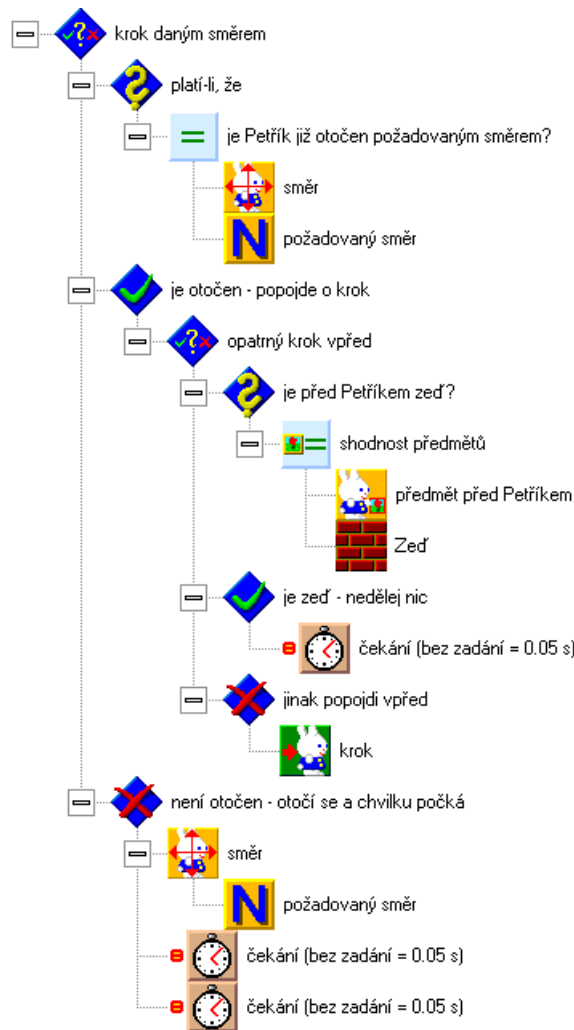 krok daným směrem
platí-li, že
je Petřík již otočen požadovaným směrem?
směr
N požadovaný směr
je otočen - popojde o krok
opatrný krok vpřed
je před Petříkem zeď?
shodnost předmětů
předmět před Petříkem
Zeď
je zeď - nedělej nic
čekání (bez zadání = 0.05 s)
jinak popojdi vpřed
krok
není otočen - otočí se a chvilku počká
směr
N požadovaný směr
čekání (bez zadání = 0.05 s)
čekání (bez zadání = 0.05 s)